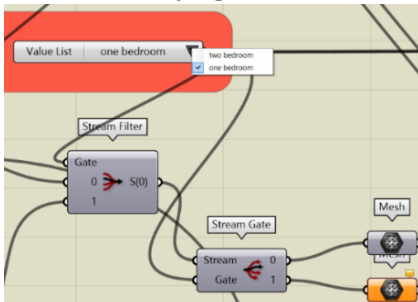 Value List one bedroom
two bedroom
one bedroom
Stream Filter
Gate
0 S(0)
1
Stream Gate
Stream 0
Gate 1
Mesh
Mesh